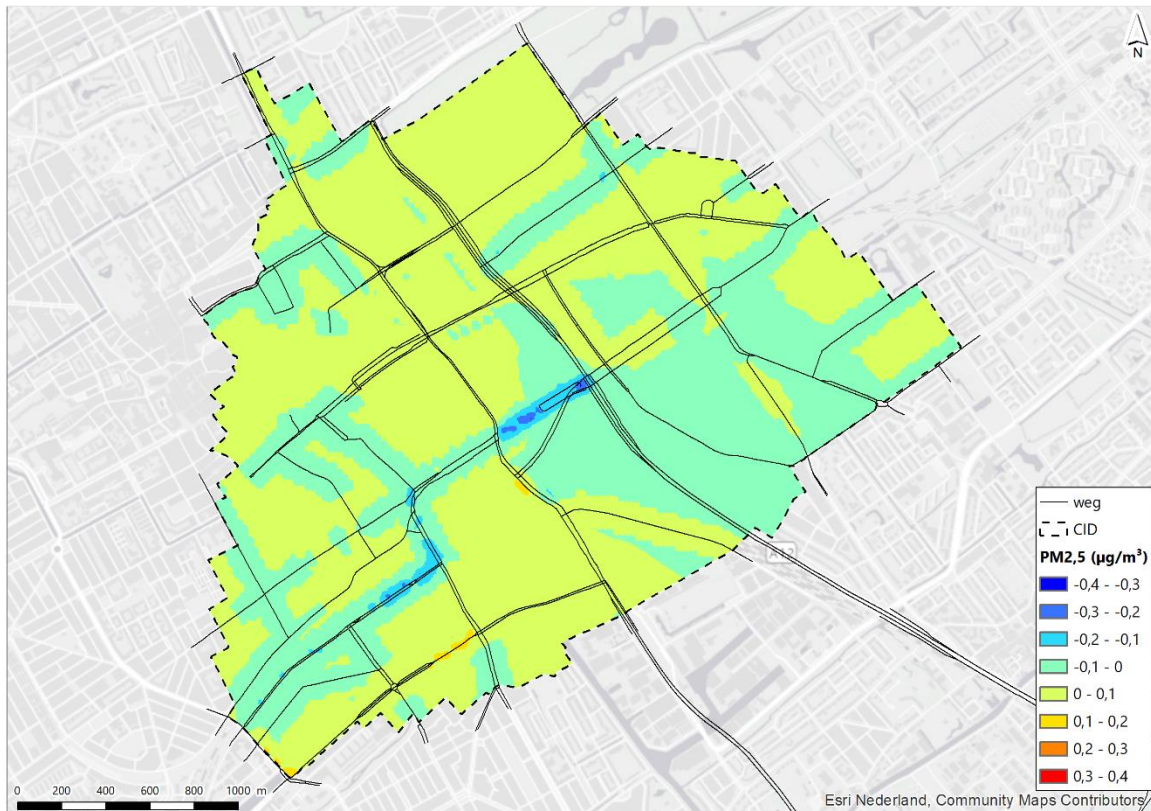 N
A12
weg
CID
PM2,5 (µg/m³)
-0,4 - -0,3
-0,3 - -0,2
-0,2 - -0,1
-0,1 - 0
0 - 0,1
0,1 - 0,2
0,2 - 0,3
0,3 - 0,4
0 200 400 600 800 1000 m
Esri Nederland, Community Maps Contributors